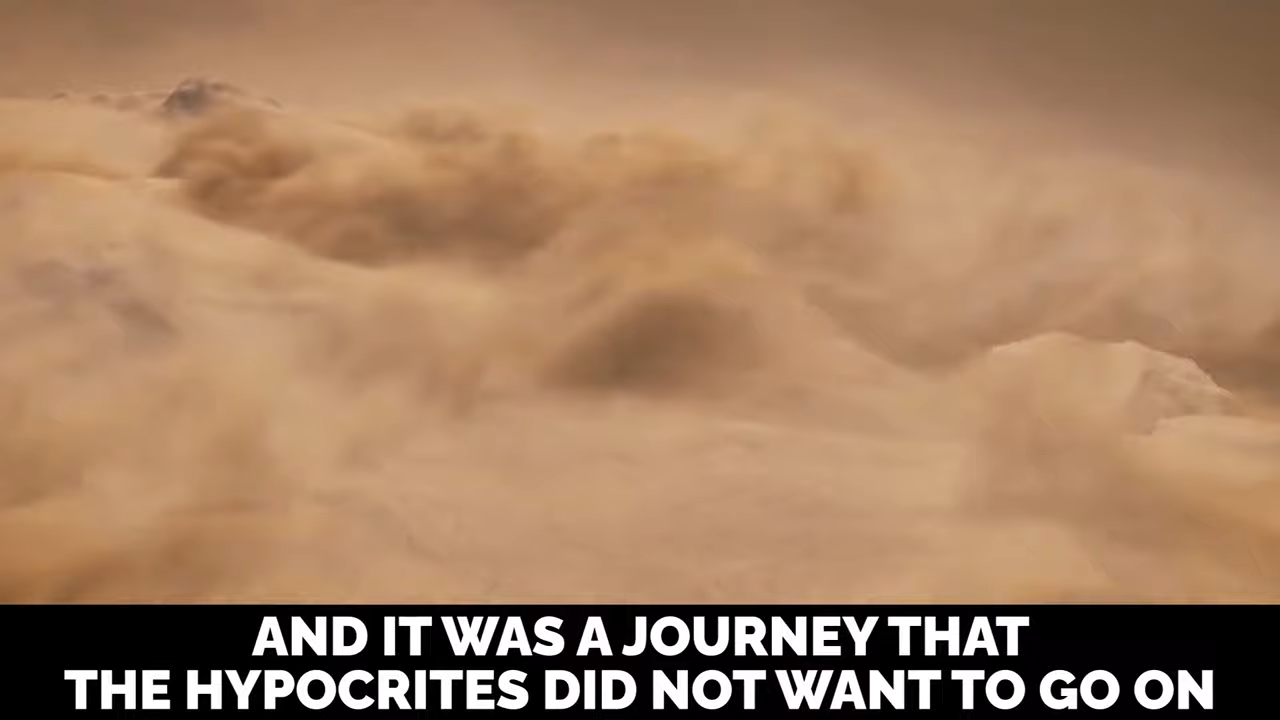 AND IT WAS A JOURNEY THAT
THE HYPOCRITES DID NOT WANT TO GO ON